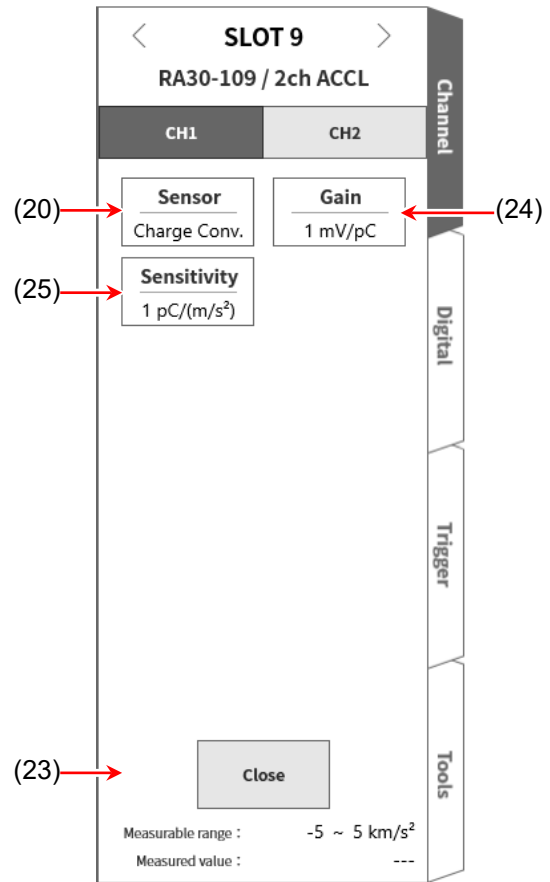 SLOT 9
RA30-109 / 2ch ACCL
CH1 CH2
(20) Sensor Gain (24)
Charge Conv. 1 mV/pC
(25) Sensitivity
1 pC/(m/s²)
(23) Close
Measurable range : -5 ~ 5 km/s²
Measured value : ---
Channel
Digital
Trigger
Tools